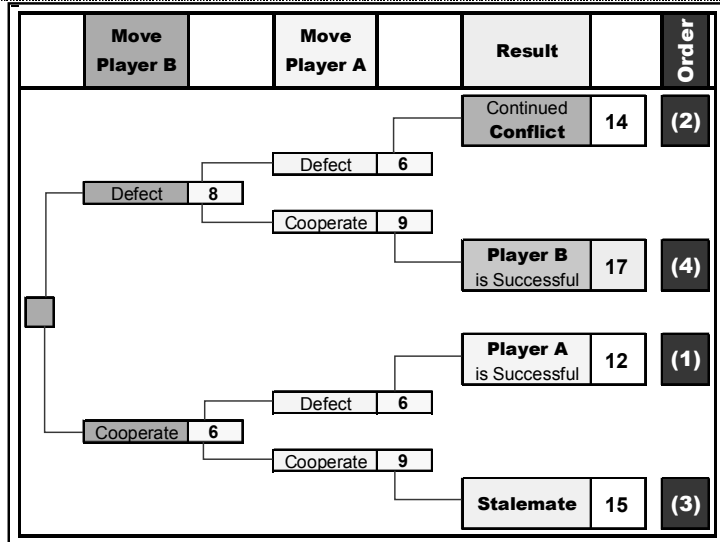 Move
Player B
Move
Player A
Result
Order
Continued
Conflict
14
(2)
Defect
6
Defect
8
Cooperate
9
Player B
is Successful
17
(4)
Player A
is Successful
12
(1)
Defect
6
Cooperate
6
Cooperate
9
Stalemate
15
(3)